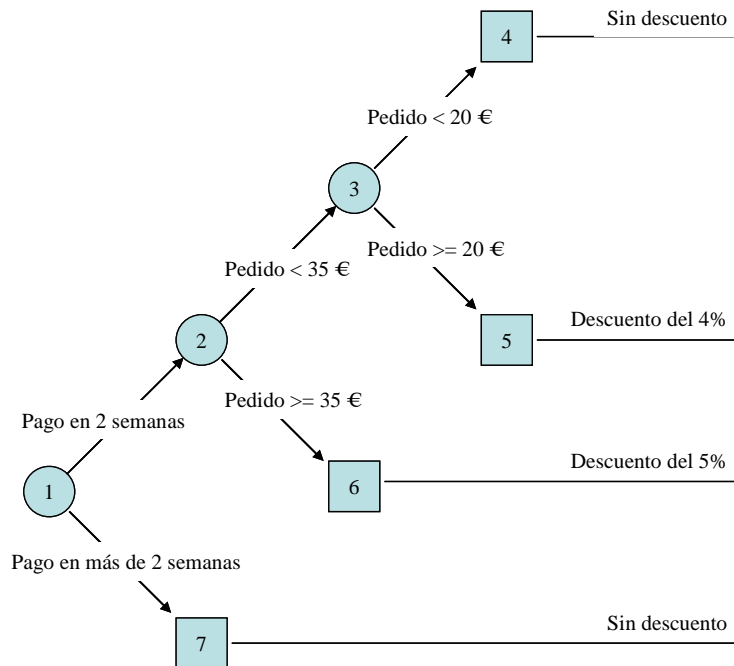 Sin descuento
4
Pedido < 20 €
3
Pedido >= 20 €
Pedido < 35 €
Descuento del 4%
5
2
Pedido >= 35 €
Pago en 2 semanas
Descuento del 5%
6
1
Pago en más de 2 semanas
Sin descuento
7